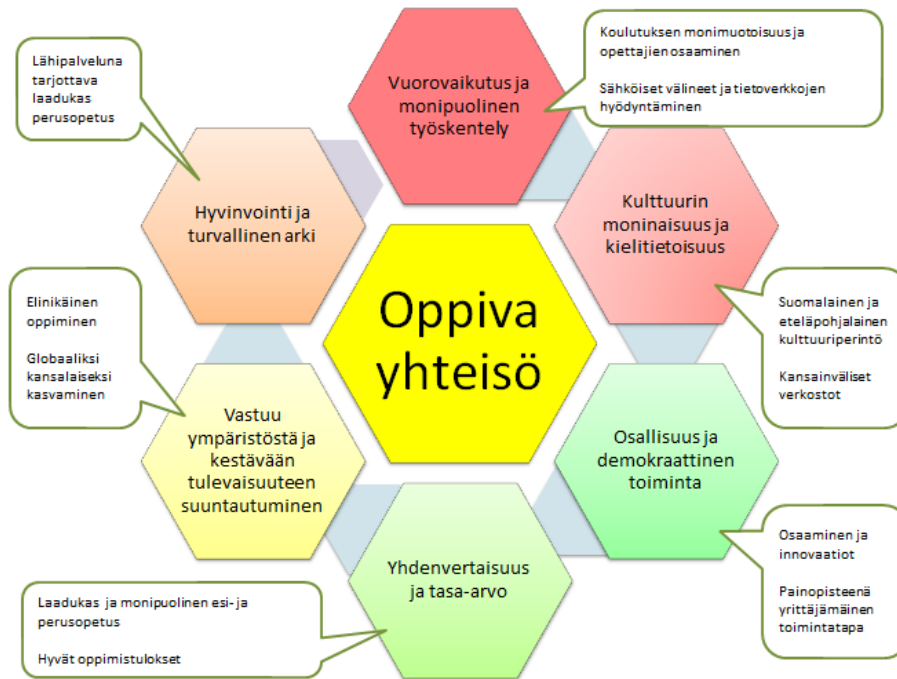 Lähipalveluna
tarjottava
laadukas
perusopetus
Vuorovaikutus ja
monipuolinen
työskentely
Koulutuksen monimuotoisuus ja
opettajien osaaminen
Sähköiset välineet ja tietoverkkojen
hyödyntäminen
Hyvinvointi ja
turvallinen arki
Kulttuurin
moninaisuus ja
kielitietoisuus
Oppiva
yhteisö
Elinikäinen
oppiminen
Globaaliksi
kansalaiseksi
kasvaminen
Suomalainen ja
eteläpohjalainen
kulttuuriperintö
Kansainväliset
verkostot
Vastuu
ympäristöstä ja
kestävään
tulevaisuuteen
suuntautuminen
Osallisuus ja
demokraattinen
toiminta
Yhdenvertaisuus
ja tasa-arvo
Osaaminen ja
innovaatiot
Painopisteenä
yrittäjämäinen
toimintatapa
Laadukas ja monipuolinen esi- ja
perusopetus
Hyvät oppimistulokset